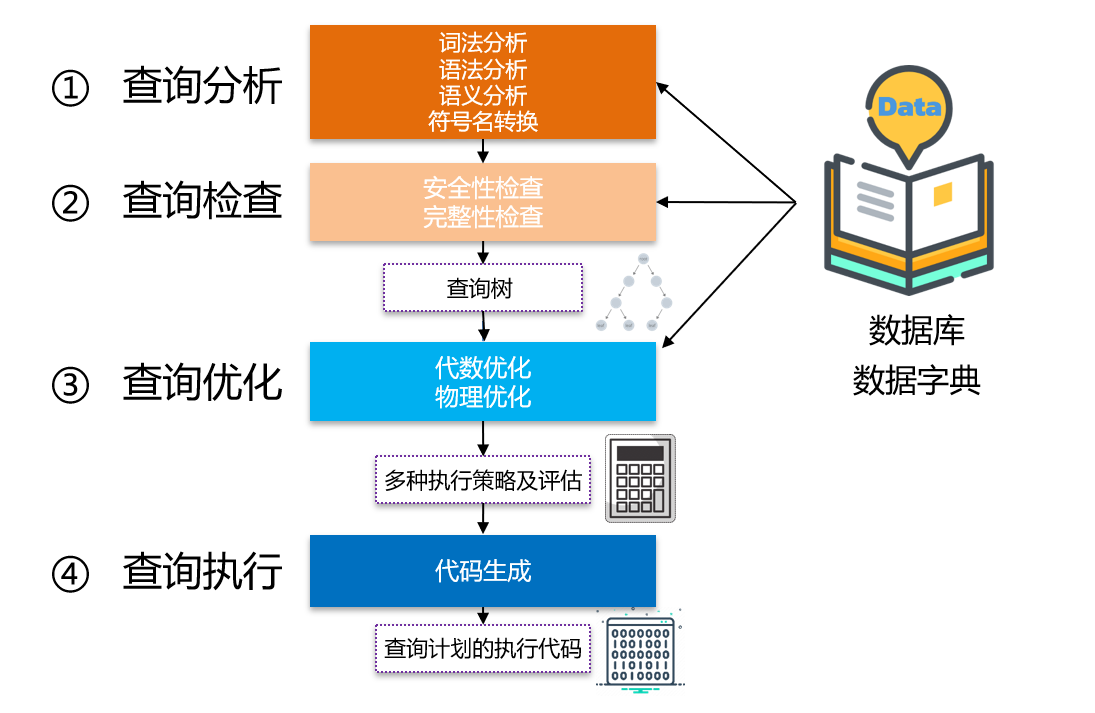 ① 查询分析
词法分析
语法分析
语义分析
符号名转换
② 查询检查
安全性检查
完整性检查
查询树
③ 查询优化
代数优化
物理优化
多种执行策略及评估
④ 查询执行
代码生成
查询计划的执行代码
Data
数据库
数据字典